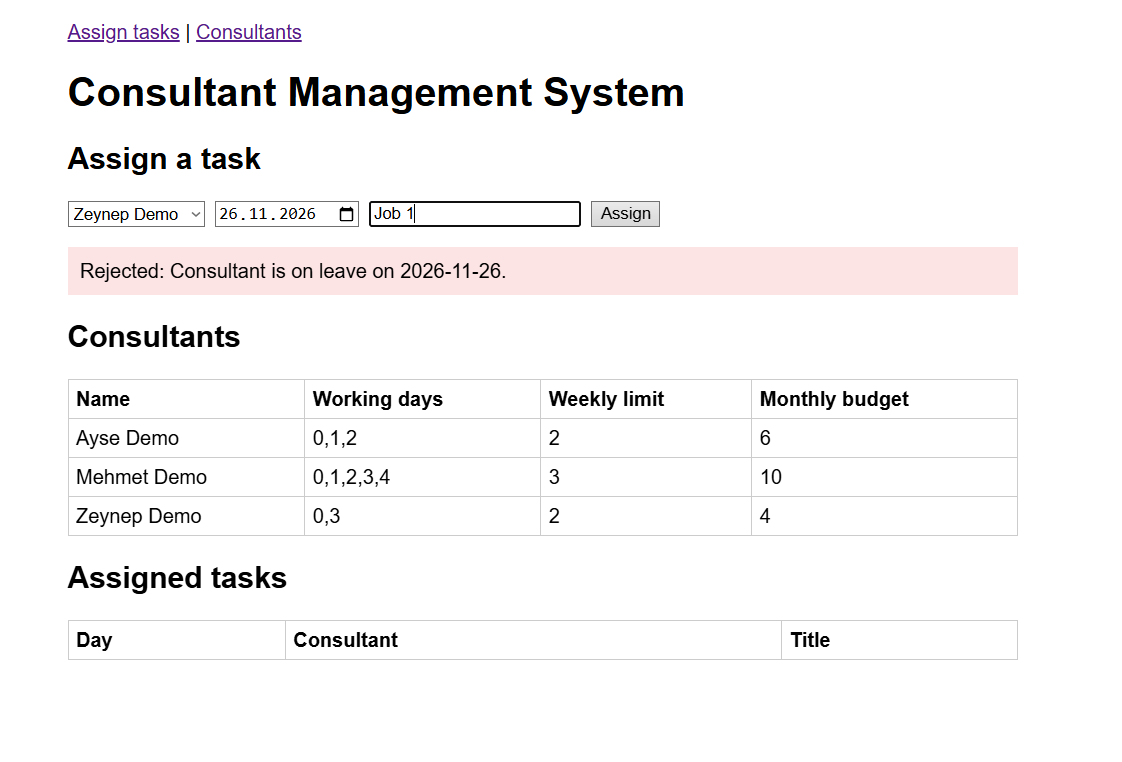 Assign tasks | Consultants
Consultant Management System
Assign a task
Zeynep Demo 26.11.2026 Job 1 Assign
Rejected: Consultant is on leave on 2026-11-26.
Consultants
Name Working days Weekly limit Monthly budget
Ayse Demo 0,1,2 2 6
Mehmet Demo 0,1,2,3,4 3 10
Zeynep Demo 0,3 2 4
Assigned tasks
Day Consultant Title